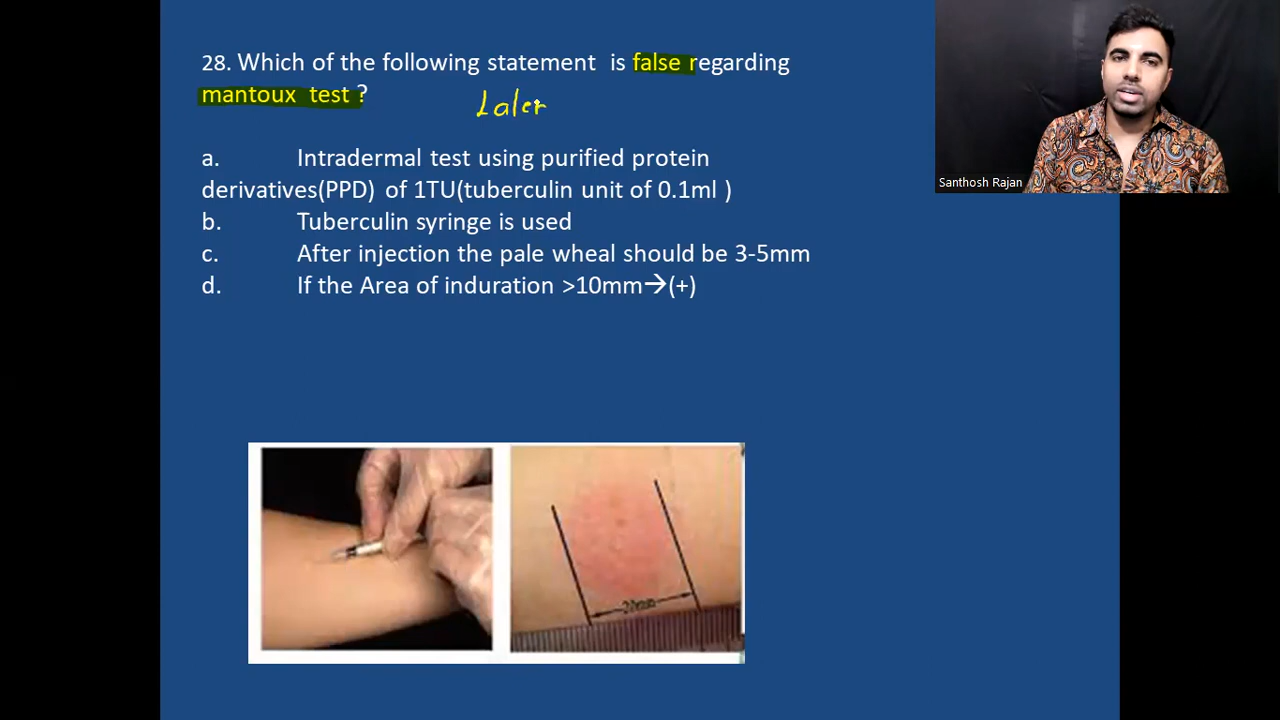 28. Which of the following statement is false regarding
mantoux test ?
Later
a. Intradermal test using purified protein
derivatives(PPD) of 1TU(tuberculin unit of 0.1ml )
b. Tuberculin syringe is used
c. After injection the pale wheal should be 3-5mm
d. If the Area of induration >10mm→(+)
Santhosh Rajan